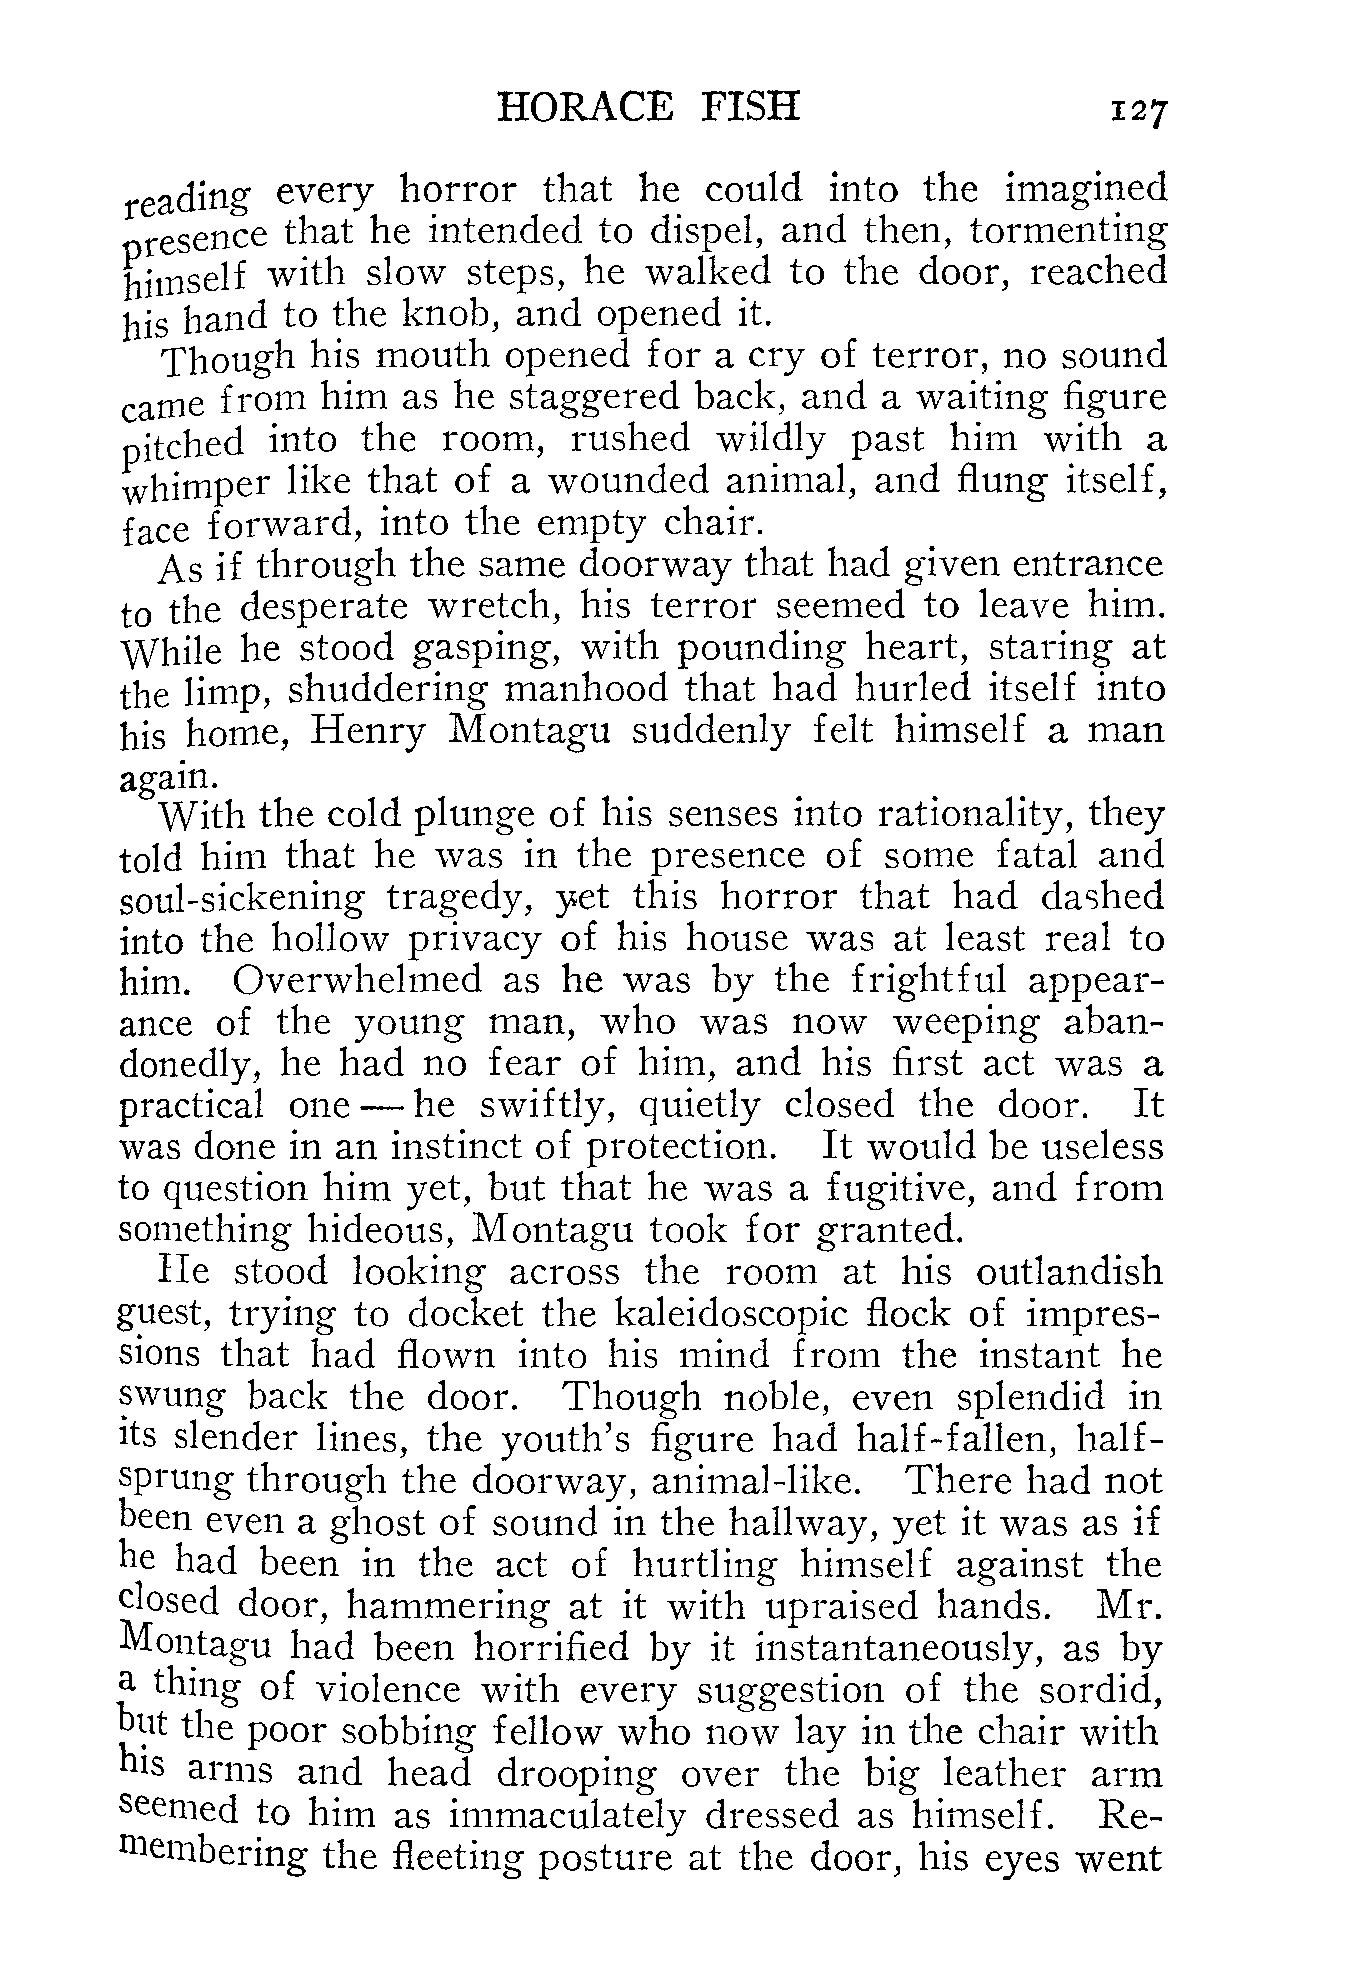 HORACE FISH 127
reading every horror that he could into the imagined
presence that he intended to dispel, and then, tormenting
himself with slow steps, he walked to the door, reached
his hand to the knob, and opened it.
Though his mouth opened for a cry of terror, no sound
came from him as he staggered back, and a waiting figure
pitched into the room, rushed wildly past him with a
whimper like that of a wounded animal, and flung itself,
face forward, into the empty chair.
As if through the same doorway that had given entrance
to the desperate wretch, his terror seemed to leave him.
While he stood gasping, with pounding heart, staring at
the limp, shuddering manhood that had hurled itself into
his home, Henry Montagu suddenly felt himself a man
again.
With the cold plunge of his senses into rationality, they
told him that he was in the presence of some fatal and
soul-sickening tragedy, yet this horror that had dashed
into the hollow privacy of his house was at least real to
him. Overwhelmed as he was by the frightful appear-
ance of the young man, who was now weeping aban-
donedly, he had no fear of him, and his first act was a
practical one — he swiftly, quietly closed the door. It
was done in an instinct of protection. It would be useless
to question him yet, but that he was a fugitive, and from
something hideous, Montagu took for granted.
He stood looking across the room at his outlandish
guest, trying to docket the kaleidoscopic flock of impres-
sions that had flown into his mind from the instant he
swung back the door. Though noble, even splendid in
its slender lines, the youth's figure had half-fallen, half-
sprung through the doorway, animal-like. There had not
been even a ghost of sound in the hallway, yet it was as if
he had been in the act of hurtling himself against the
closed door, hammering at it with upraised hands. Mr.
Montagu had been horrified by it instantaneously, as by
a thing of violence with every suggestion of the sordid,
but the poor sobbing fellow who now lay in the chair with
his arms and head drooping over the big leather arm
seemed to him as immaculately dressed as himself. Re-
membering the fleeting posture at the door, his eyes went